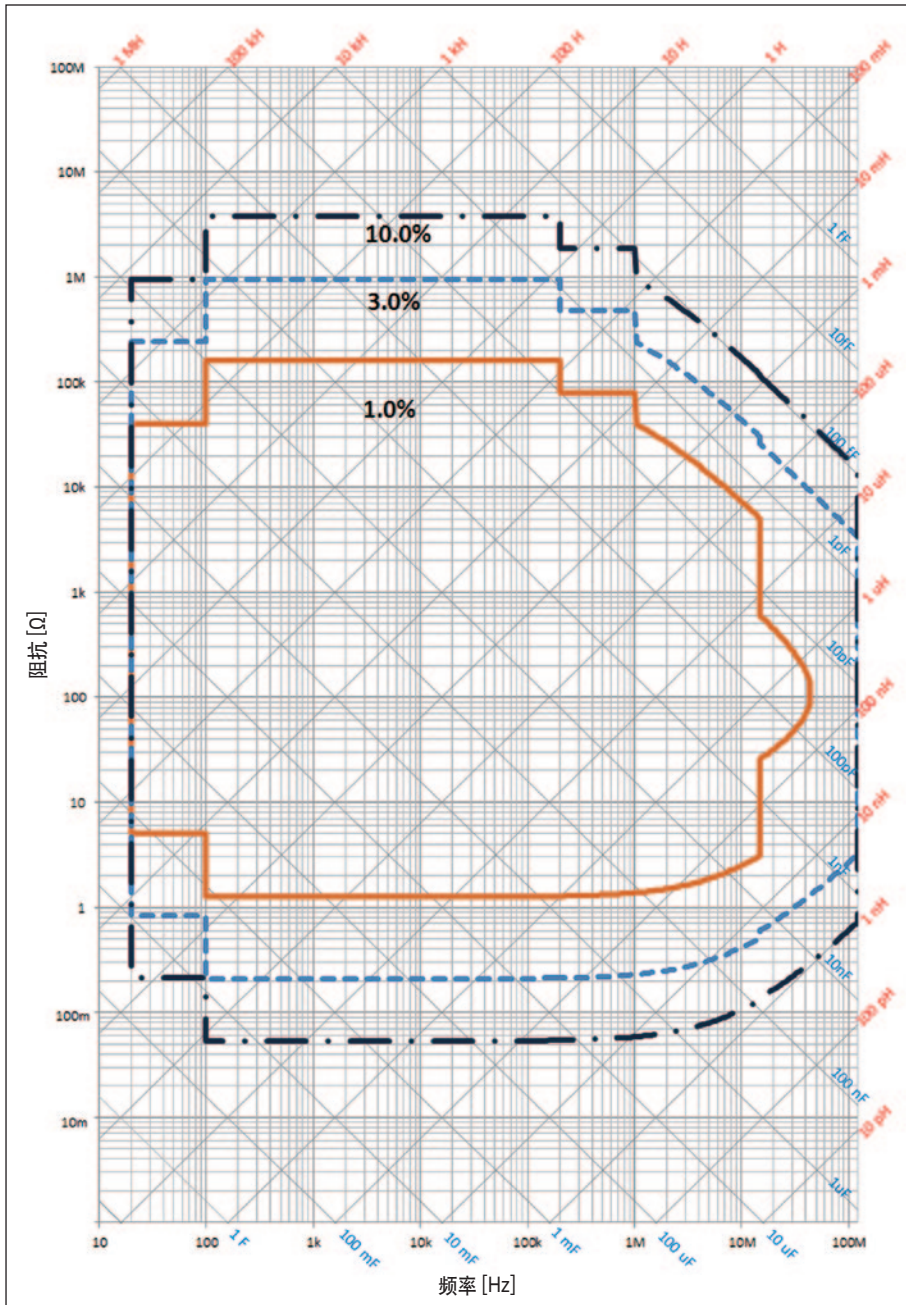 1 MH
100 kH
10 kH
1 kH
100 H
10 H
1 H
100 mH
100M
10M
10 mH
10.0%
1 fF
1M
1 mH
3.0%
10fF
100k
100 uH
1.0%
100 fF
10k
10 uH
1pF
1k
1 uH
阻抗 [Ω]
10pF
100
100 nH
100pF
10
10 nH
1nF
1
1 nH
10nF
100m
100 pH
100 nF
10m
10 pH
1uF
10
100
1 F
1k
100 mF
10k
10 mF
100k
1 mF
1M
100 uF
10M
10 uF
100M
频率 [Hz]